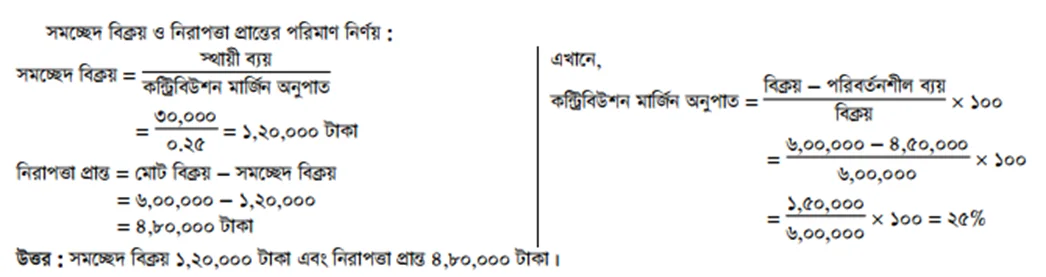 সমচ্ছেদ বিক্রয় ও নিরাপত্তা প্রান্তের পরিমাণ নির্ণয় :
সমচ্ছেদ বিক্রয় = স্থায়ী ব্যয় / কন্ট্রিবিউশন মার্জিন অনুপাত
= ৩০,০০০ / ০.২৫ = ১,২০,০০০ টাকা
নিরাপত্তা প্রান্ত = মোট বিক্রয় – সমচ্ছেদ বিক্রয়
= ৬,০০,০০০ – ১,২০,০০০
= ৪,৮০,০০০ টাকা
এখানে,
কন্ট্রিবিউশন মার্জিন অনুপাত = বিক্রয় – পরিবর্তনশীল ব্যয় / বিক্রয় × ১০০
= ৬,০০,০০০ – ৪,৫০,০০০ / ৬,০০,০০০ × ১০০
= ১,৫০,০০০ / ৬,০০,০০০ × ১০০ = ২৫%
উত্তর : সমচ্ছেদ বিক্রয় ১,২০,০০০ টাকা এবং নিরাপত্তা প্রান্ত ৪,৮০,০০০ টাকা।